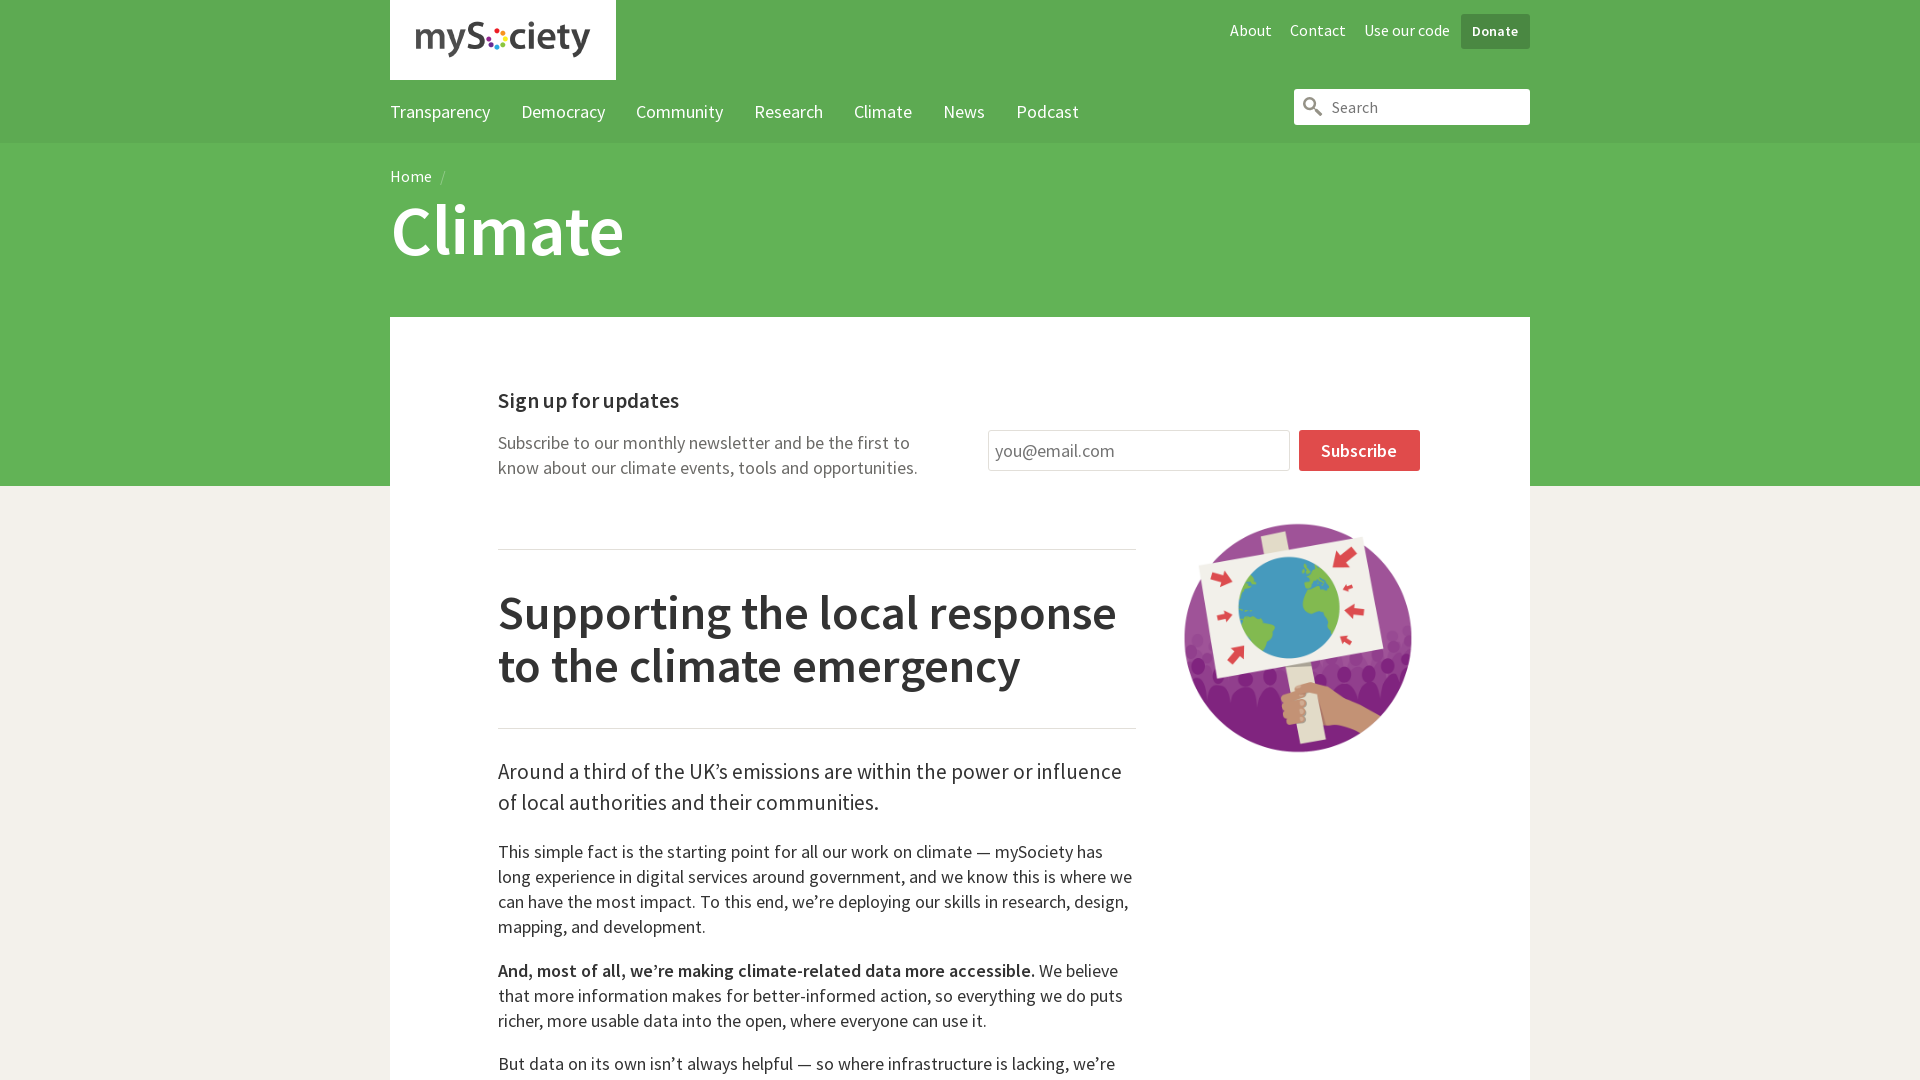 mySociety
About
Contact
Use our code
Donate
Transparency
Democracy
Community
Research
Climate
News
Podcast
Search
Home /
Climate
Sign up for updates
Subscribe to our monthly newsletter and be the first to
know about our climate events, tools and opportunities.
you@email.com
Subscribe
Supporting the local response
to the climate emergency
Around a third of the UK’s emissions are within the power or influence
of local authorities and their communities.
This simple fact is the starting point for all our work on climate — mySociety has
long experience in digital services around government, and we know this is where we
can have the most impact. To this end, we’re deploying our skills in research, design,
mapping, and development.
And, most of all, we’re making climate-related data more accessible. We believe
that more information makes for better-informed action, so everything we do puts
richer, more usable data into the open, where everyone can use it.
But data on its own isn’t always helpful — so where infrastructure is lacking, we’re